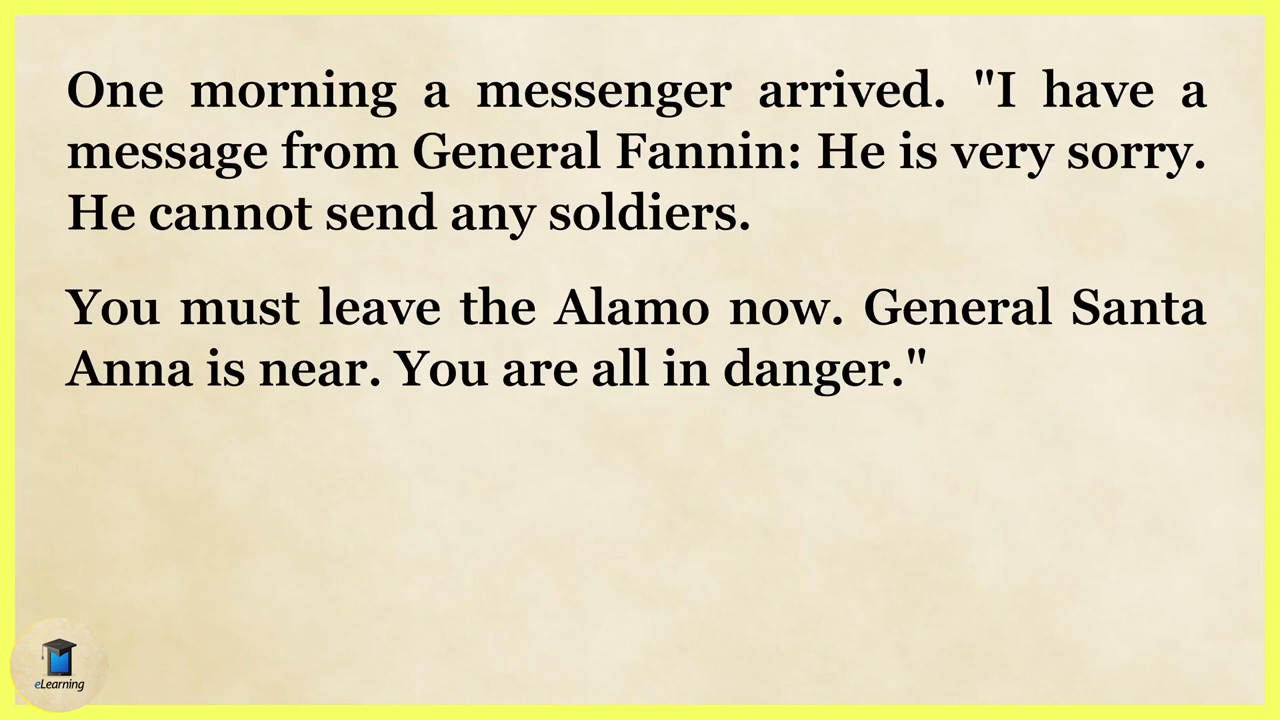 One morning a messenger arrived. "I have a
message from General Fannin: He is very sorry.
He cannot send any soldiers.
You must leave the Alamo now. General Santa
Anna is near. You are all in danger."
eLearning